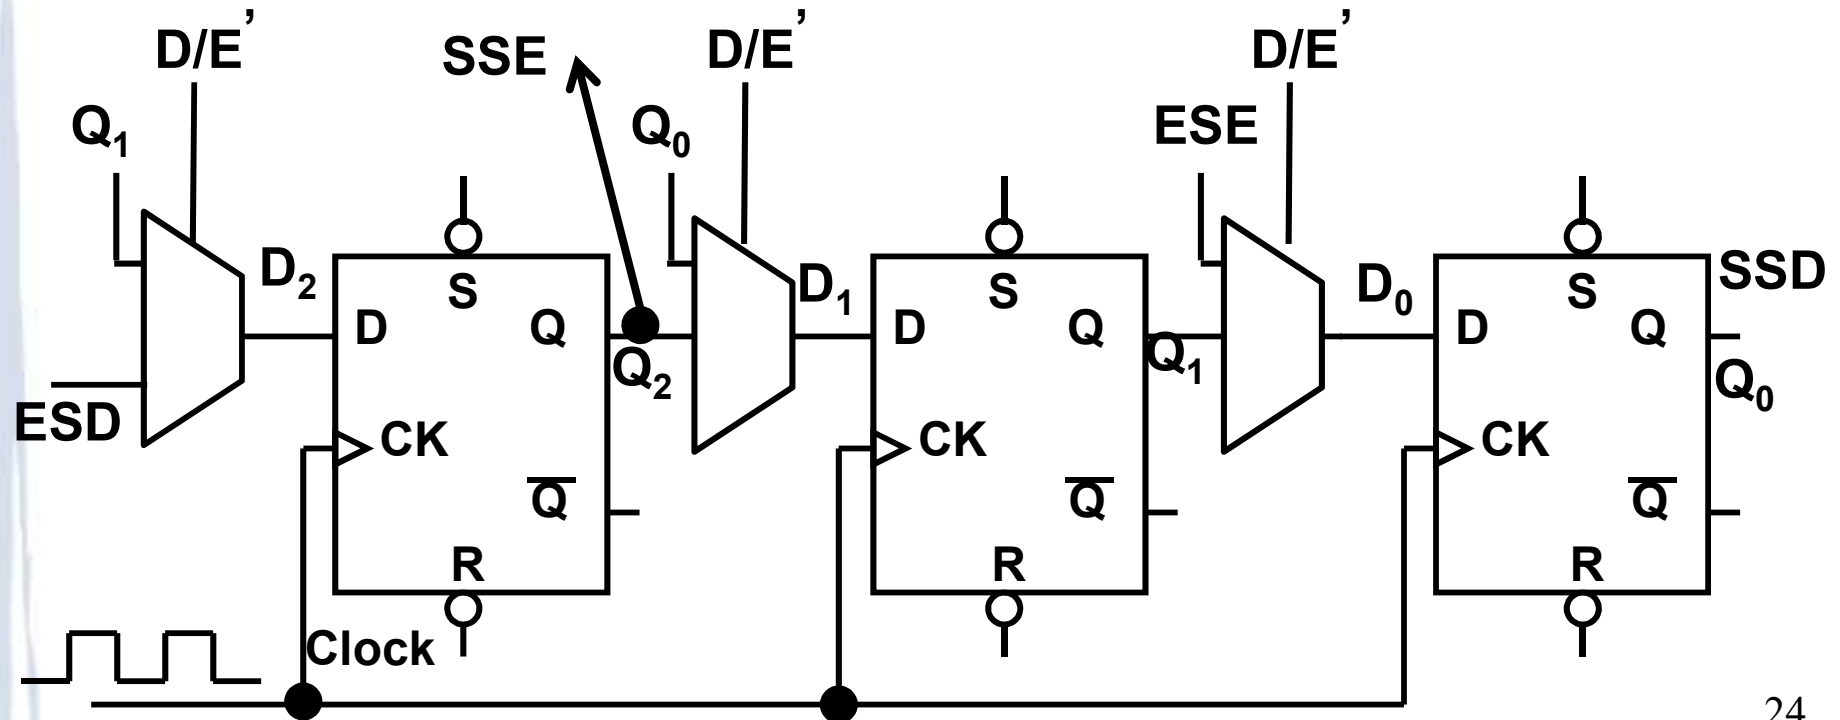 D/E’ SSE D/E’ D/E’
Q1 Q0 ESE
D2 S D1 S D0 S SSD
D Q D Q D Q
Q2 Q1 Q0
ESD CK CK CK
Q̅ Q̅ Q̅
R R R
Clock
24